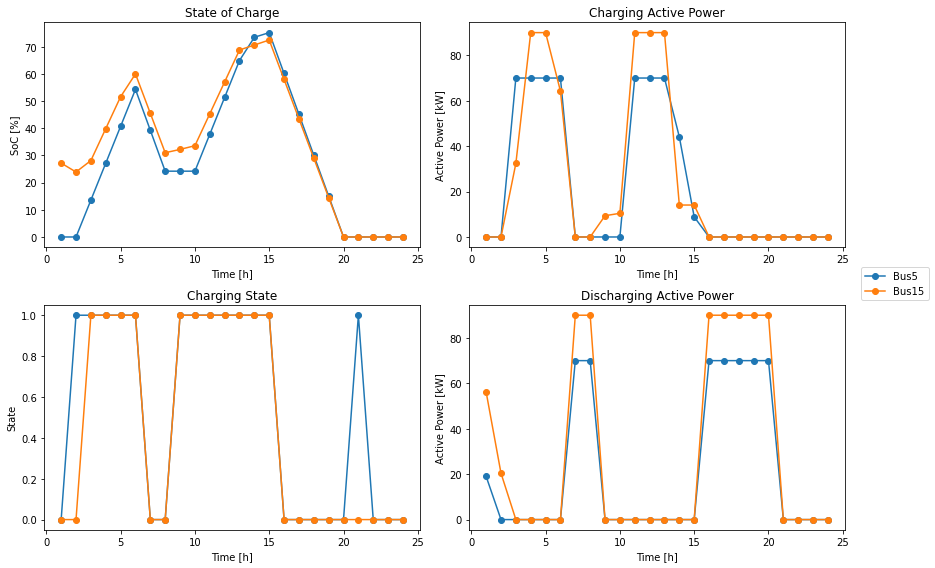 State of Charge
SoC [%]
70
60
50
40
30
20
10
0
0 5 10 15 20 25
Time [h]
Charging Active Power
Active Power [kW]
80
60
40
20
0
0 5 10 15 20 25
Time [h]
Bus5
Bus15
Charging State
State
1.0
0.8
0.6
0.4
0.2
0.0
0 5 10 15 20 25
Time [h]
Discharging Active Power
Active Power [kW]
80
60
40
20
0
0 5 10 15 20 25
Time [h]